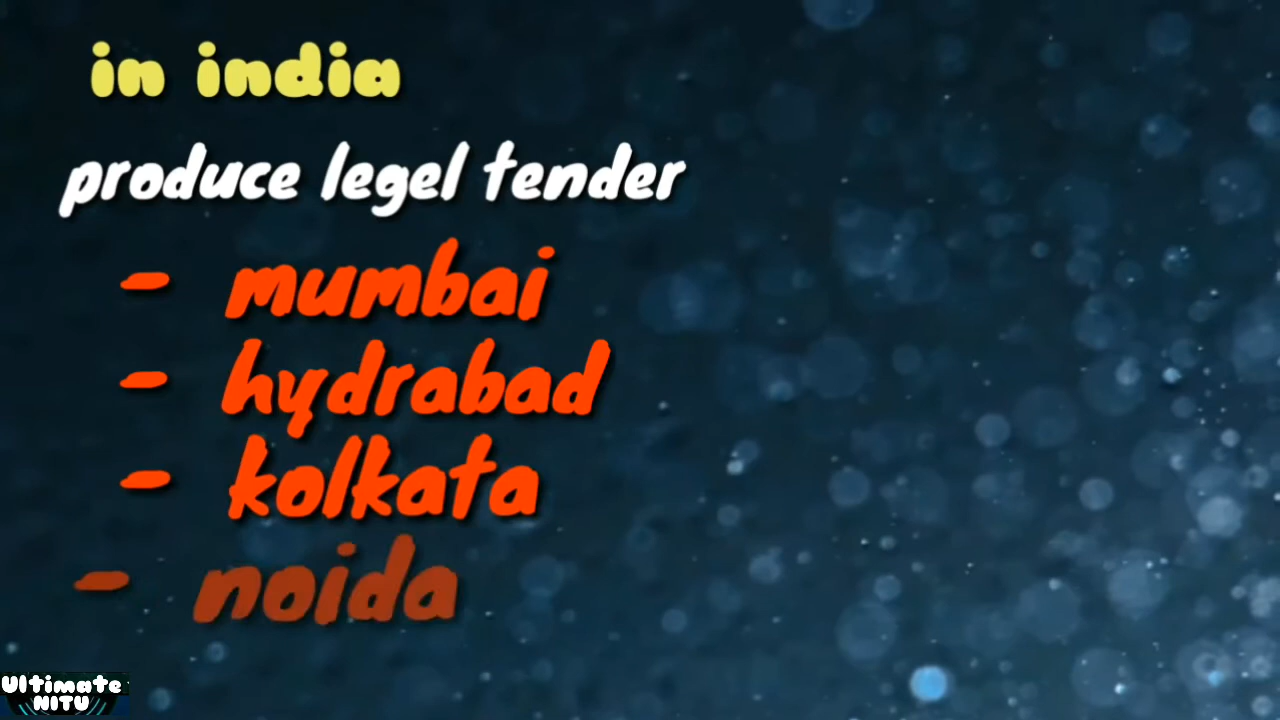 in india
produce legel tender
- mumbai
- hydrabad
- kolkata
- noida
Ultimate
NITU